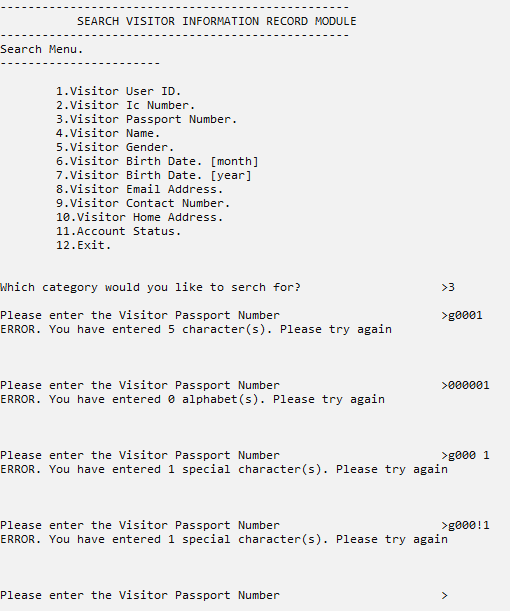 --------------------------------------------------
SEARCH VISITOR INFORMATION RECORD MODULE
--------------------------------------------------
Search Menu.
-----------------------
1.Visitor User ID.
2.Visitor Ic Number.
3.Visitor Passport Number.
4.Visitor Name.
5.Visitor Gender.
6.Visitor Birth Date. [month]
7.Visitor Birth Date. [year]
8.Visitor Email Address.
9.Visitor Contact Number.
10.Visitor Home Address.
11.Account Status.
12.Exit.
Which category would you like to serch for? >3
Please enter the Visitor Passport Number >g0001
ERROR. You have entered 5 character(s). Please try again
Please enter the Visitor Passport Number >000001
ERROR. You have entered 0 alphabet(s). Please try again
Please enter the Visitor Passport Number >g000 1
ERROR. You have entered 1 special character(s). Please try again
Please enter the Visitor Passport Number >g000!1
ERROR. You have entered 1 special character(s). Please try again
Please enter the Visitor Passport Number >